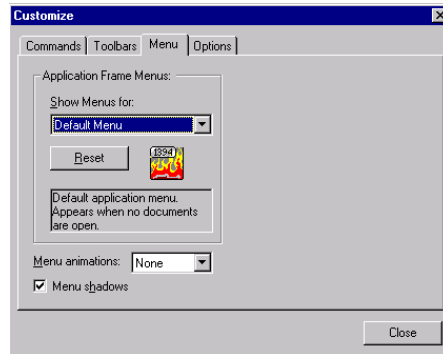 Customize
Commands Toolbars Menu Options
Application Frame Menus:
Show Menus for:
Default Menu
Reset
1394
Default application menu.
Appears when no documents
are open.
Menu animations: None
Menu shadows
Close